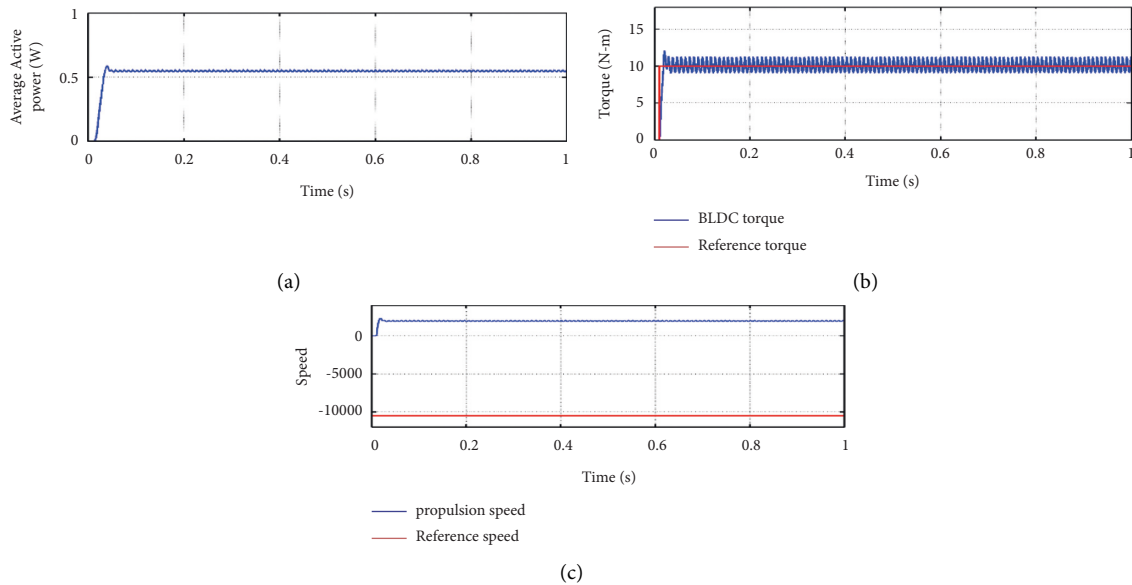 Average Active
power (W)
1
0.5
0
0
0.2
0.4
0.6
0.8
1
Time (s)
(a)
Torque (N-m)
15
10
5
0
0
0.2
0.4
0.6
0.8
1
Time (s)
BLDC torque
Reference torque
(b)
Speed
0
-5000
-10000
0
0.2
0.4
0.6
0.8
1
Time (s)
propulsion speed
Reference speed
(c)